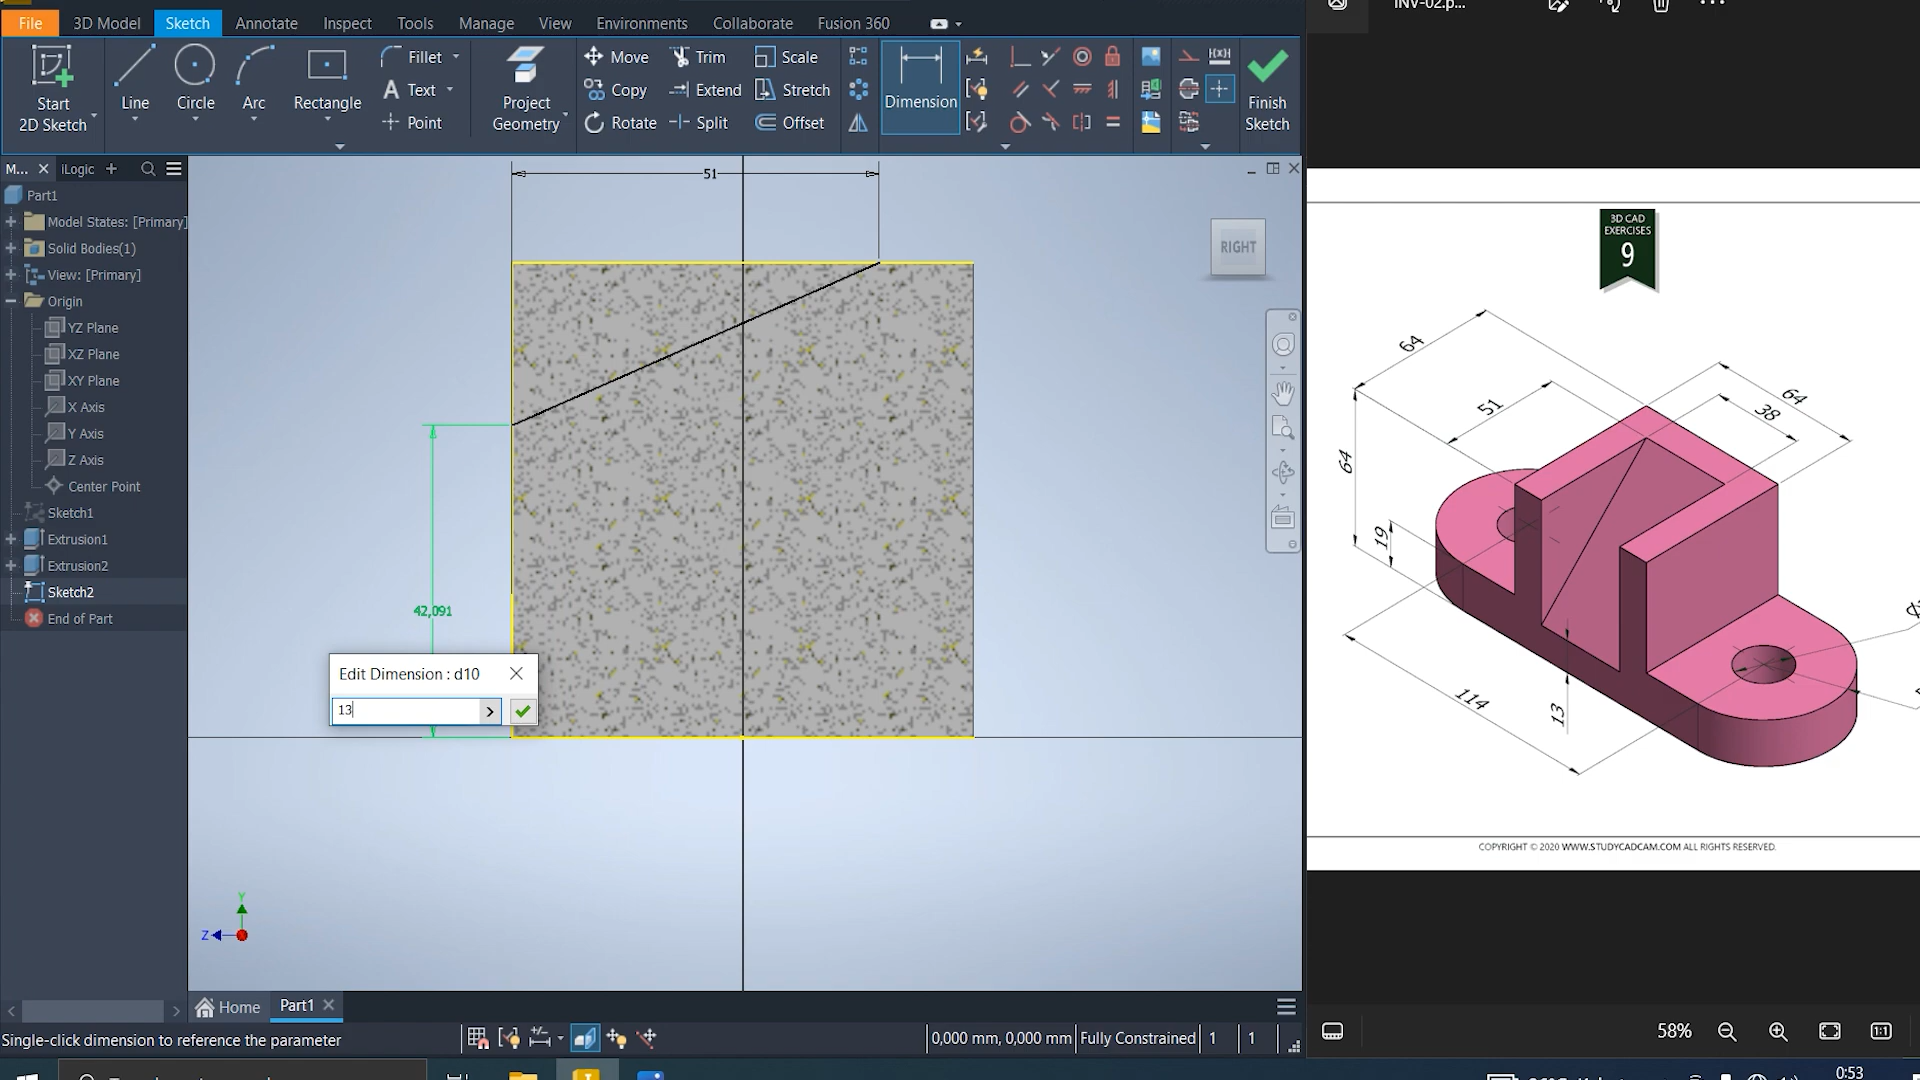 File 3D Model Sketch Annotate Inspect Tools Manage View Environments Collaborate Fusion 360
INV-02.p...
Start
2D Sketch
Line
Circle
Arc
Rectangle
Fillet
Text
Point
Project
Geometry
Move
Copy
Rotate
Trim
Extend
Split
Scale
Stretch
Offset
Dimension
Finish
Sketch
M... iLogic
Part1
Model States: [Primary]
Solid Bodies(1)
View: [Primary]
Origin
YZ Plane
XZ Plane
XY Plane
X Axis
Y Axis
Z Axis
Center Point
Sketch1
Extrusion1
Extrusion2
Sketch2
End of Part
51
42,091
RIGHT
Edit Dimension : d10
13
Y
Z
3D CAD
EXERCISES
9
64
51
64
38
64
19
114
13
COPYRIGHT © 2020 WWW.STUDYCADCAM.COM ALL RIGHTS RESERVED.
Home
Part1
Single-click dimension to reference the parameter
0,000 mm, 0,000 mm
Fully Constrained
1
1
58%
1:1
0:53